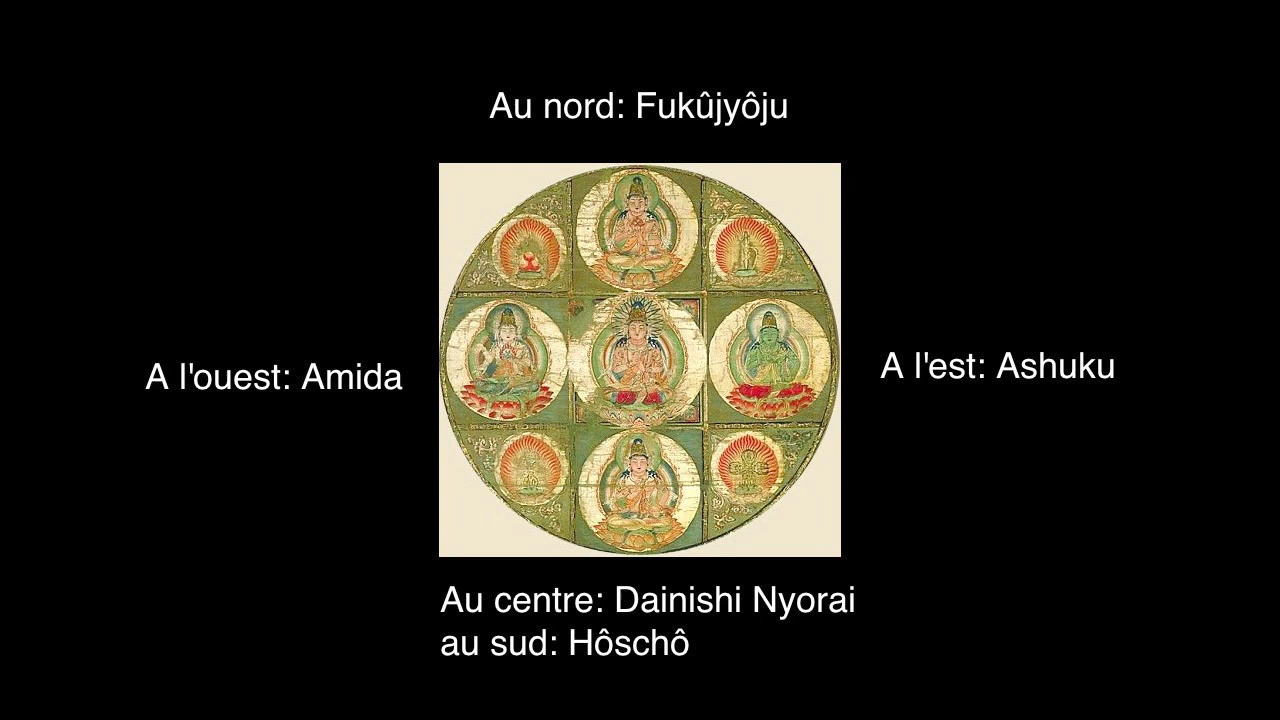 Au nord: Fukûjyôju
A l'ouest: Amida
A l'est: Ashuku
Au centre: Dainishi Nyorai
au sud: Hôschô